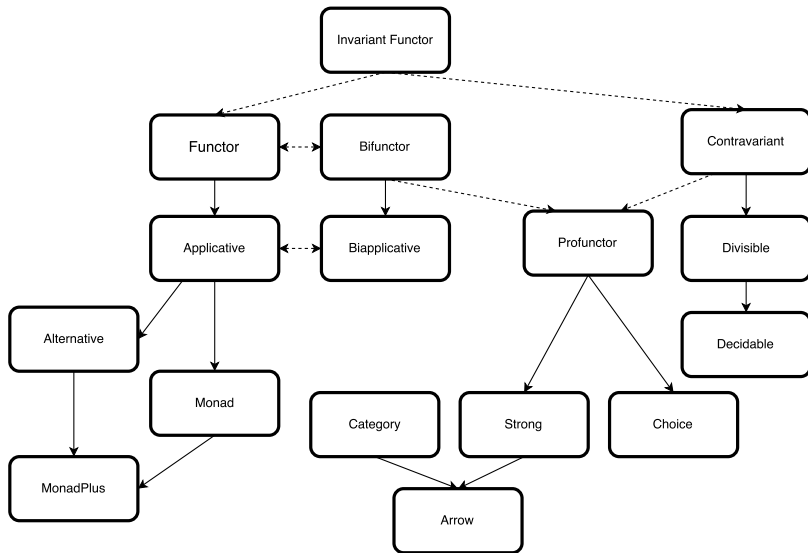 Invariant Functor
Functor
Bifunctor
Contravariant
Applicative
Biapplicative
Profunctor
Divisible
Alternative
Decidable
Monad
Category
Strong
Choice
MonadPlus
Arrow